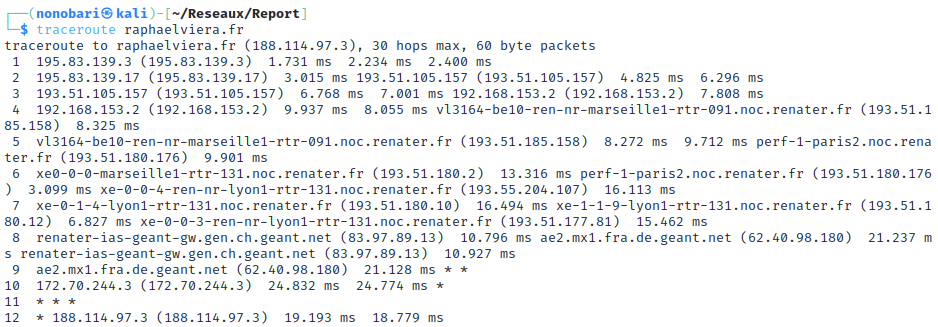 ┌──(nonobari㉿kali)-[~/Reseaux/Report]
└─$ traceroute raphaelviera.fr
traceroute to raphaelviera.fr (188.114.97.3), 30 hops max, 60 byte packets
 1  195.83.139.3 (195.83.139.3)  1.731 ms  2.234 ms  2.400 ms
 2  195.83.139.17 (195.83.139.17)  3.015 ms 193.51.105.157 (193.51.105.157)  4.825 ms  6.296 ms
 3  193.51.105.157 (193.51.105.157)  6.768 ms  7.001 ms 192.168.153.2 (192.168.153.2)  7.808 ms
 4  192.168.153.2 (192.168.153.2)  9.937 ms  8.055 ms vl3164-be10-ren-nr-marseille1-rtr-091.noc.renater.fr (193.51.1
85.158)  8.325 ms
 5  vl3164-be10-ren-nr-marseille1-rtr-091.noc.renater.fr (193.51.185.158)  8.272 ms  9.712 ms perf-1-paris2.noc.rena
ter.fr (193.51.180.176)  9.901 ms
 6  xe0-0-0-marseille1-rtr-131.noc.renater.fr (193.51.180.2)  13.316 ms perf-1-paris2.noc.renater.fr (193.51.180.176
)  3.099 ms xe-0-0-4-ren-nr-lyon1-rtr-131.noc.renater.fr (193.55.204.107)  16.113 ms
 7  xe-0-1-4-lyon1-rtr-131.noc.renater.fr (193.51.180.10)  16.494 ms xe-1-1-9-lyon1-rtr-131.noc.renater.fr (193.51.1
80.12)  6.827 ms xe-0-0-3-ren-nr-lyon1-rtr-131.noc.renater.fr (193.51.177.81)  15.462 ms
 8  renater-ias-geant-gw.gen.ch.geant.net (83.97.89.13)  10.796 ms ae2.mx1.fra.de.geant.net (62.40.98.180)  21.237 m
s renater-ias-geant-gw.gen.ch.geant.net (83.97.89.13)  10.927 ms
 9  ae2.mx1.fra.de.geant.net (62.40.98.180)  21.128 ms * *
10  172.70.244.3 (172.70.244.3)  24.832 ms  24.774 ms *
11  * * *
12  * 188.114.97.3 (188.114.97.3)  19.193 ms  18.779 ms